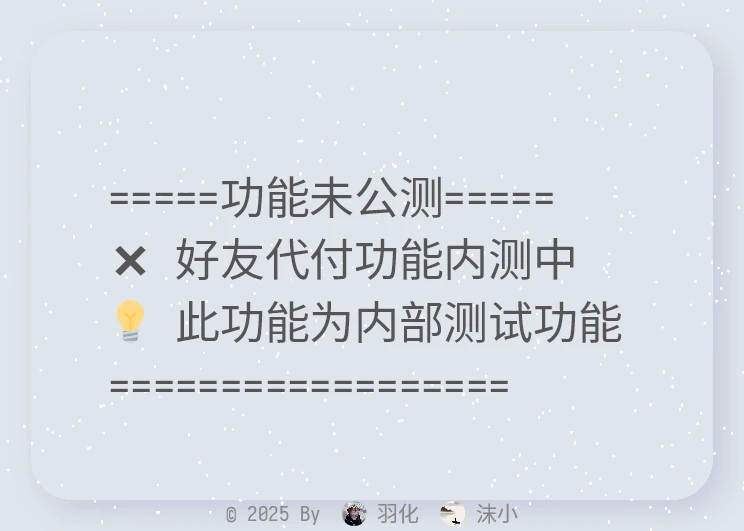 =====功能未公测=====
❌ 好友代付功能内测中
💡 此功能为内部测试功能
==================
© 2025 By 羽化 沫小